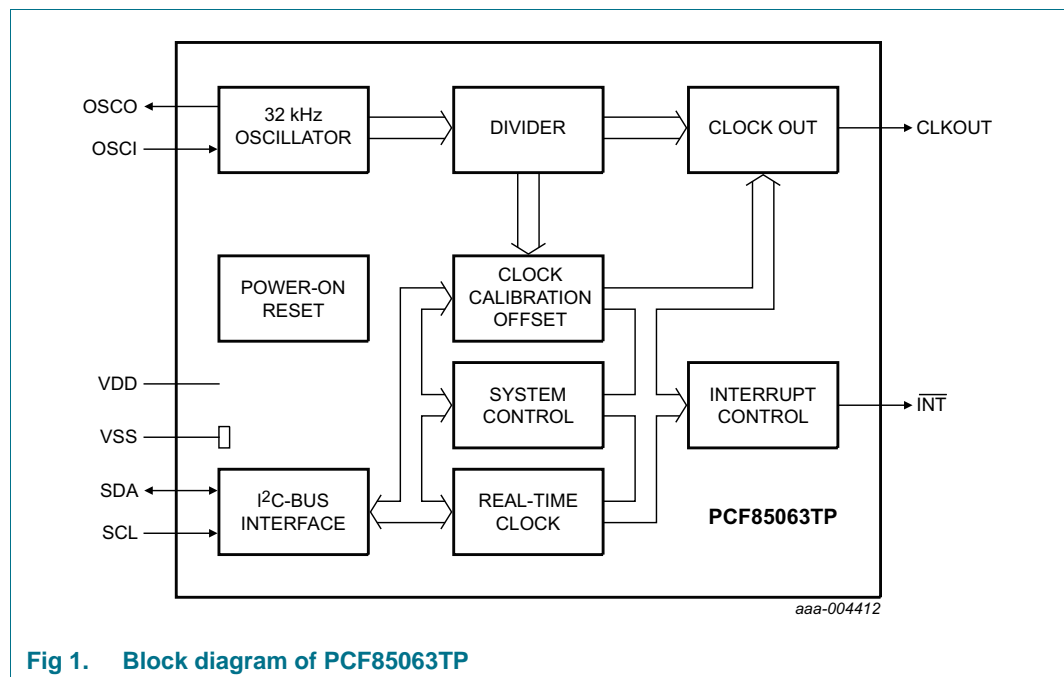 OSCO
OSCI
32 kHz
OSCILLATOR
DIVIDER
CLOCK OUT
CLKOUT
POWER-ON
RESET
CLOCK
CALIBRATION
OFFSET
VDD
VSS
SYSTEM
CONTROL
INTERRUPT
CONTROL
INT
SDA
SCL
I²C-BUS
INTERFACE
REAL-TIME
CLOCK
PCF85063TP
aaa-004412
Fig 1. Block diagram of PCF85063TP